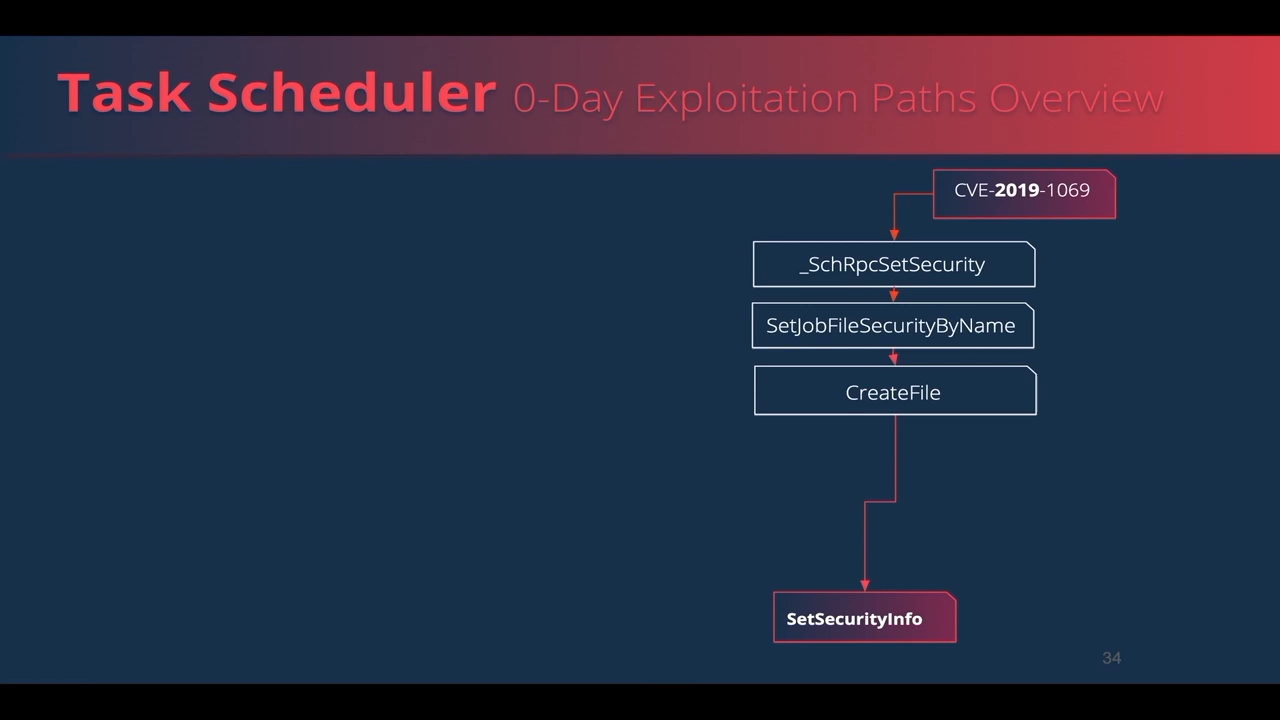 Task Scheduler 0-Day Exploitation Paths Overview
CVE-2019-1069
_SchRpcSetSecurity
SetJobFileSecurityByName
CreateFile
SetSecurityInfo
34